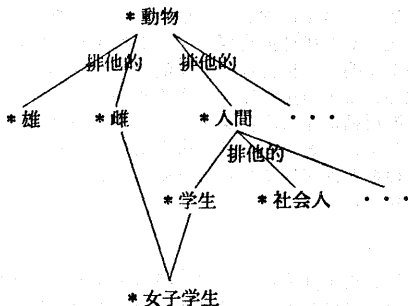 *動物
排他的 排他的
*雄 *雌 *人間 ・・・
排他的
*学生 *社会人 ・・・
*女子学生